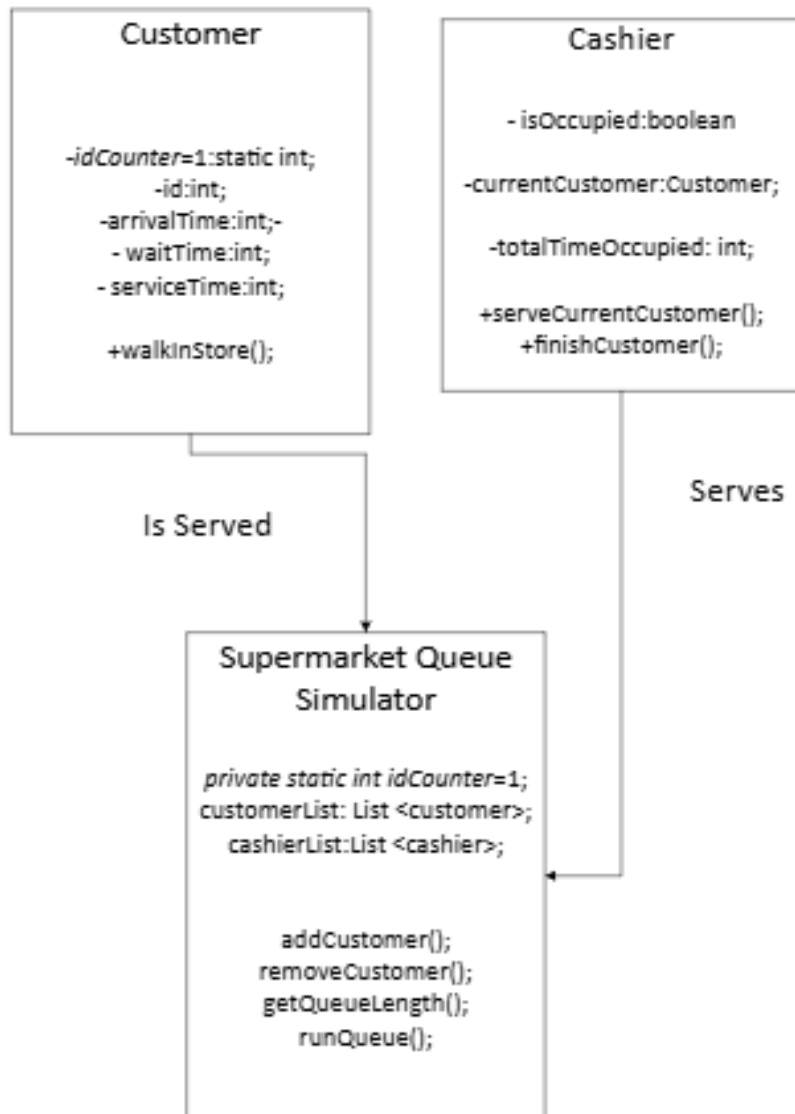 Customer
-idCounter=1:static int;
-id:int;
-arrivalTime:int;-
- waitTime:int;
- serviceTime:int;
+walkInStore();
Cashier
- isOccupied:boolean
-currentCustomer:Customer;
-totalTimeOccupied: int;
+serveCurrentCustomer();
+finishCustomer();
Is Served
Serves
Supermarket Queue
Simulator
private static int idCounter=1;
customerList: List <customer>;
cashierList:List <cashier>;
addCustomer();
removeCustomer();
getQueueLength();
runQueue();